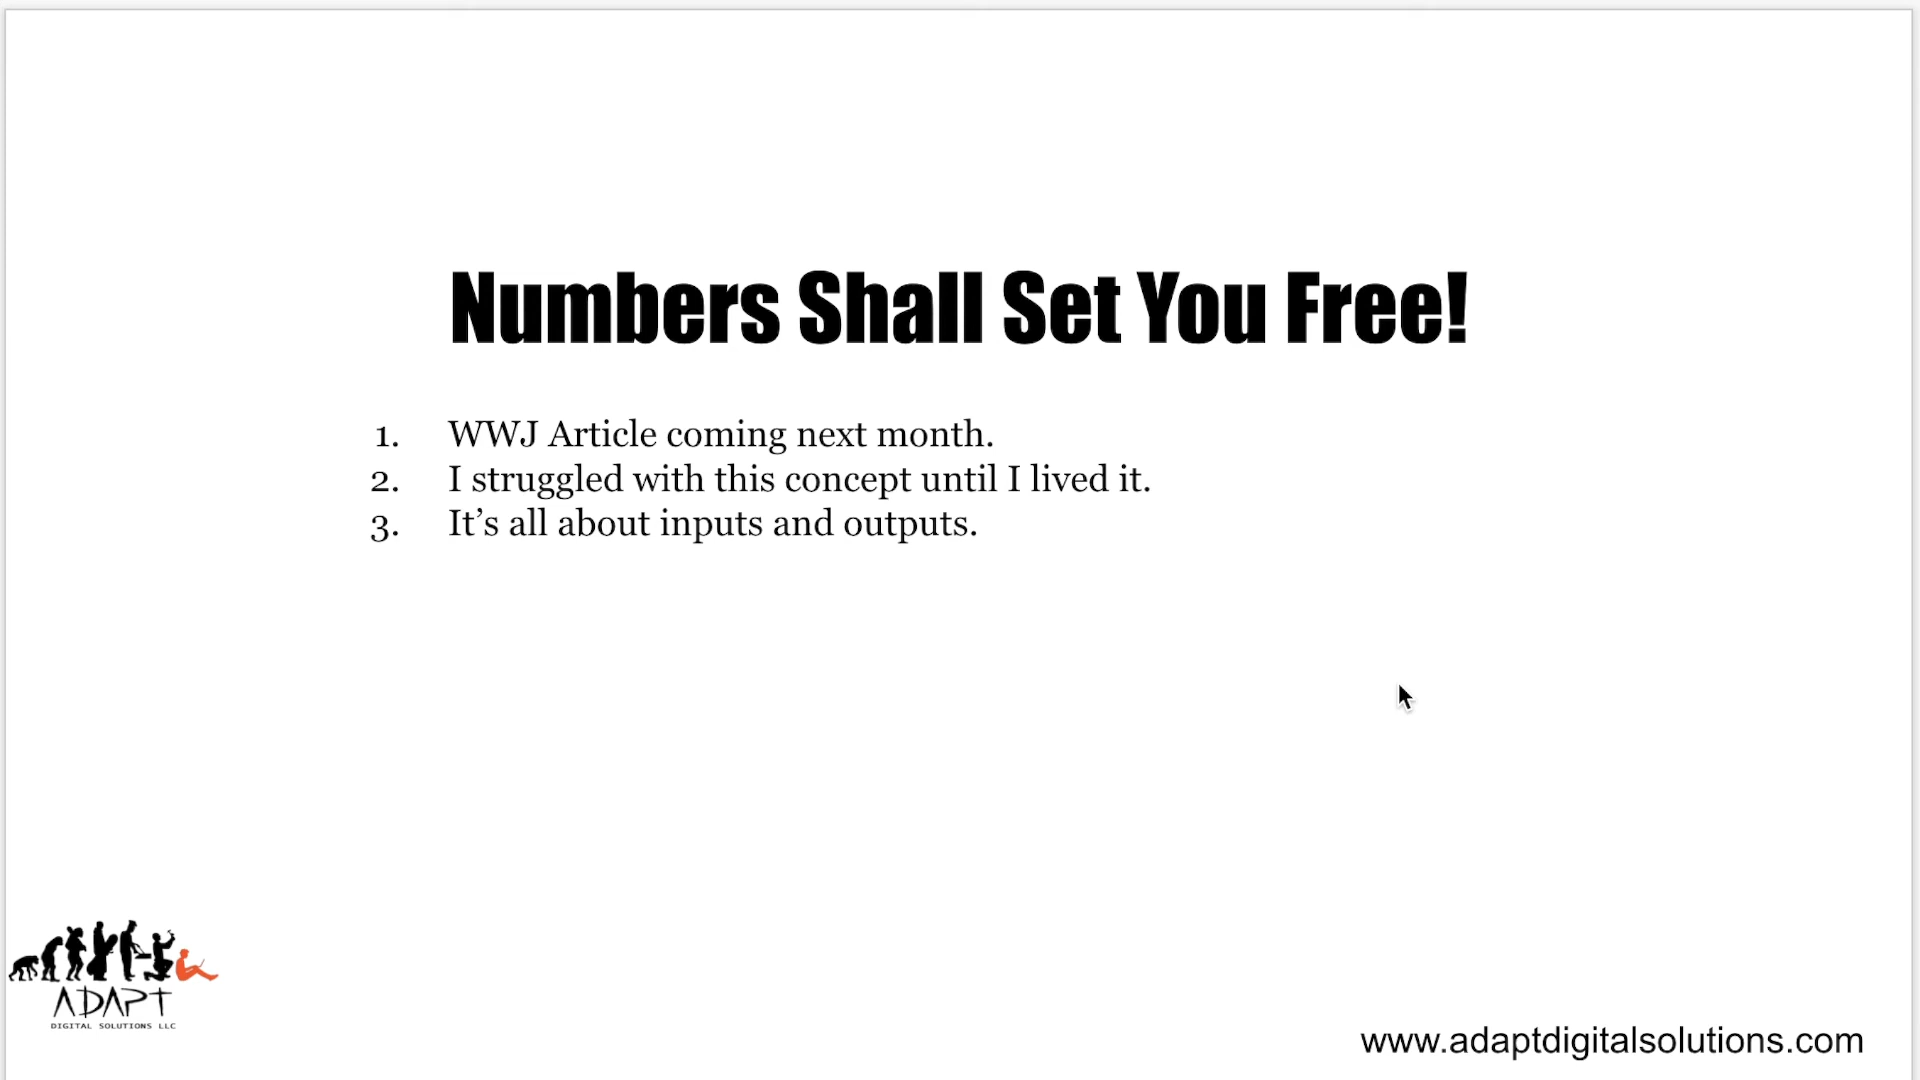 Numbers Shall Set You Free!
1. WWJ Article coming next month.
2. I struggled with this concept until I lived it.
3. It’s all about inputs and outputs.
ADAPT
DIGITAL SOLUTIONS LLC
www.adaptdigitalsolutions.com